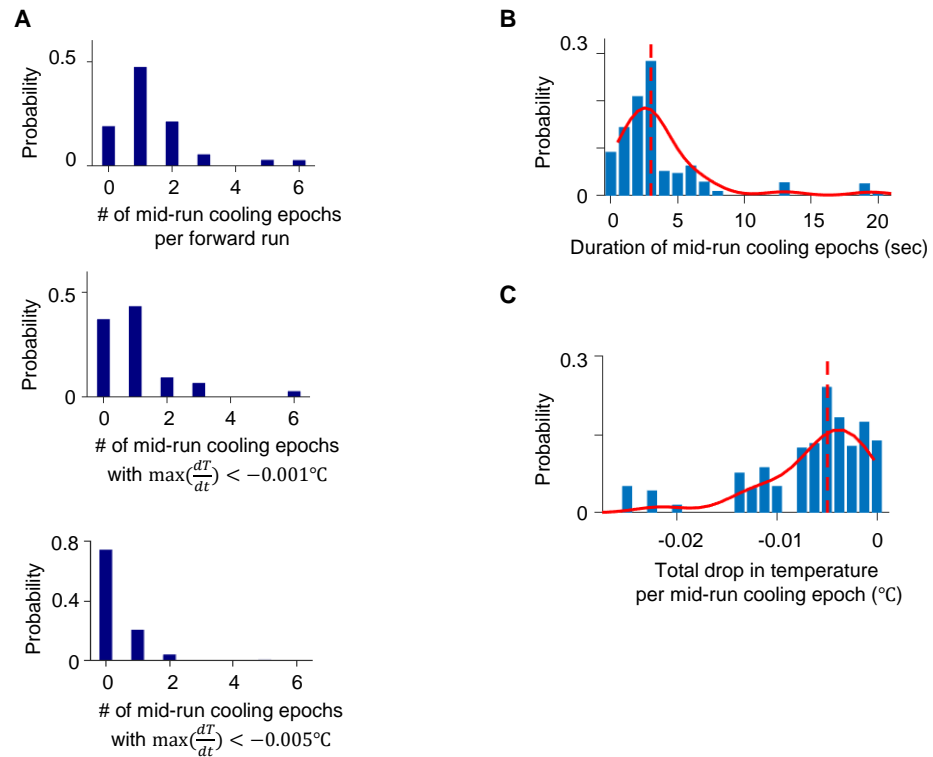 A
Probability
0.5
0
0 2 4 6
# of mid-run cooling epochs
per forward run
Probability
0.5
0
0 2 4 6
# of mid-run cooling epochs
with max(dT/dt) < −0.001℃
Probability
0.8
0.4
0
0 2 4 6
# of mid-run cooling epochs
with max(dT/dt) < −0.005℃
B
Probability
0.3
0
0 5 10 15 20
Duration of mid-run cooling epochs (sec)
C
Probability
0.3
0
-0.02 -0.01 0
Total drop in temperature
per mid-run cooling epoch (℃)